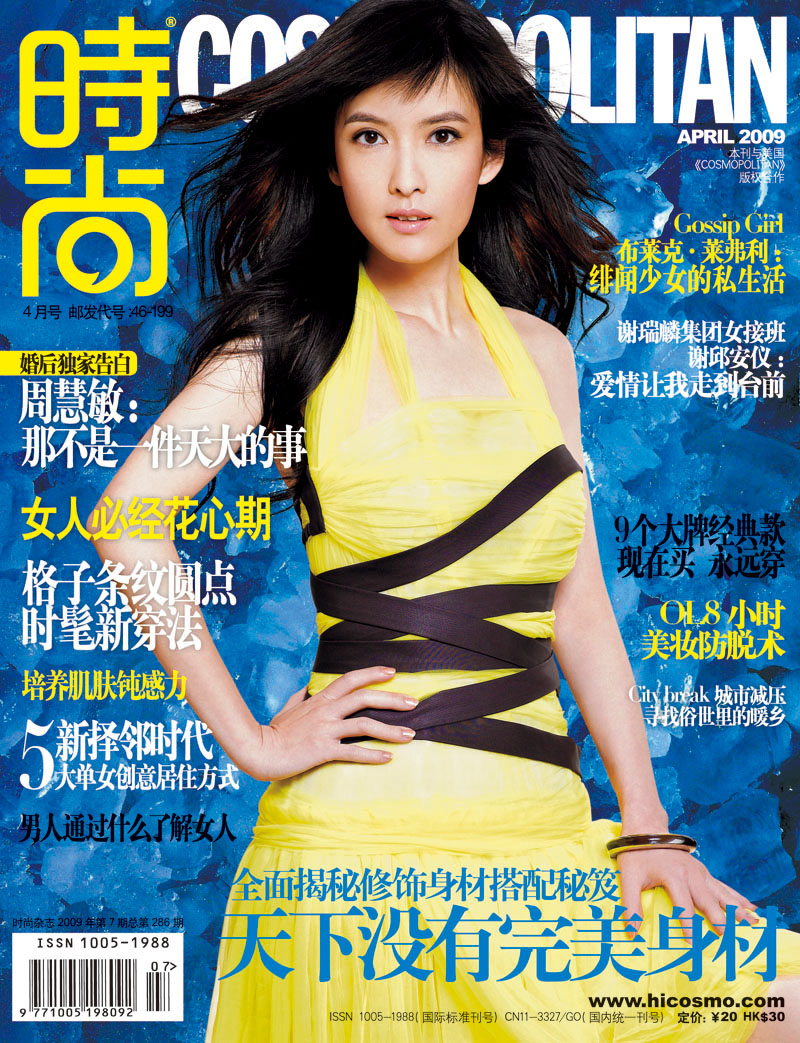 時尚
COSMOPOLITAN
®
APRIL 2009
本刊与美国
《COSMOPOLITAN》
版权合作
4月号 邮发代号:46-199
Gossip Girl
布莱克·莱弗利：
绯闻少女的私生活
谢瑞麟集团女接班
谢邱安仪：
爱情让我走到台前
婚后独家告白
周慧敏：
那不是一件天大的事
女人必经花心期
格子条纹圆点
时髦新穿法
培养肌肤钝感力
5新择邻时代
大单女创意居住方式
男人通过什么了解女人
9个大牌经典款
现在买 永远穿
OL8小时
美妆防脱术
City break 城市减压
寻找俗世里的暖乡
全面揭秘修饰身材搭配秘笈
天下没有完美身材
时尚杂志 2009 年第 7 期总第 286 期
ISSN 1005-1988
07>
9 771005 198092
www.hicosmo.com
ISSN 1005-1988(国际标准刊号) CN11-3327/GO(国内统一刊号) 定价: ¥20 HK$30